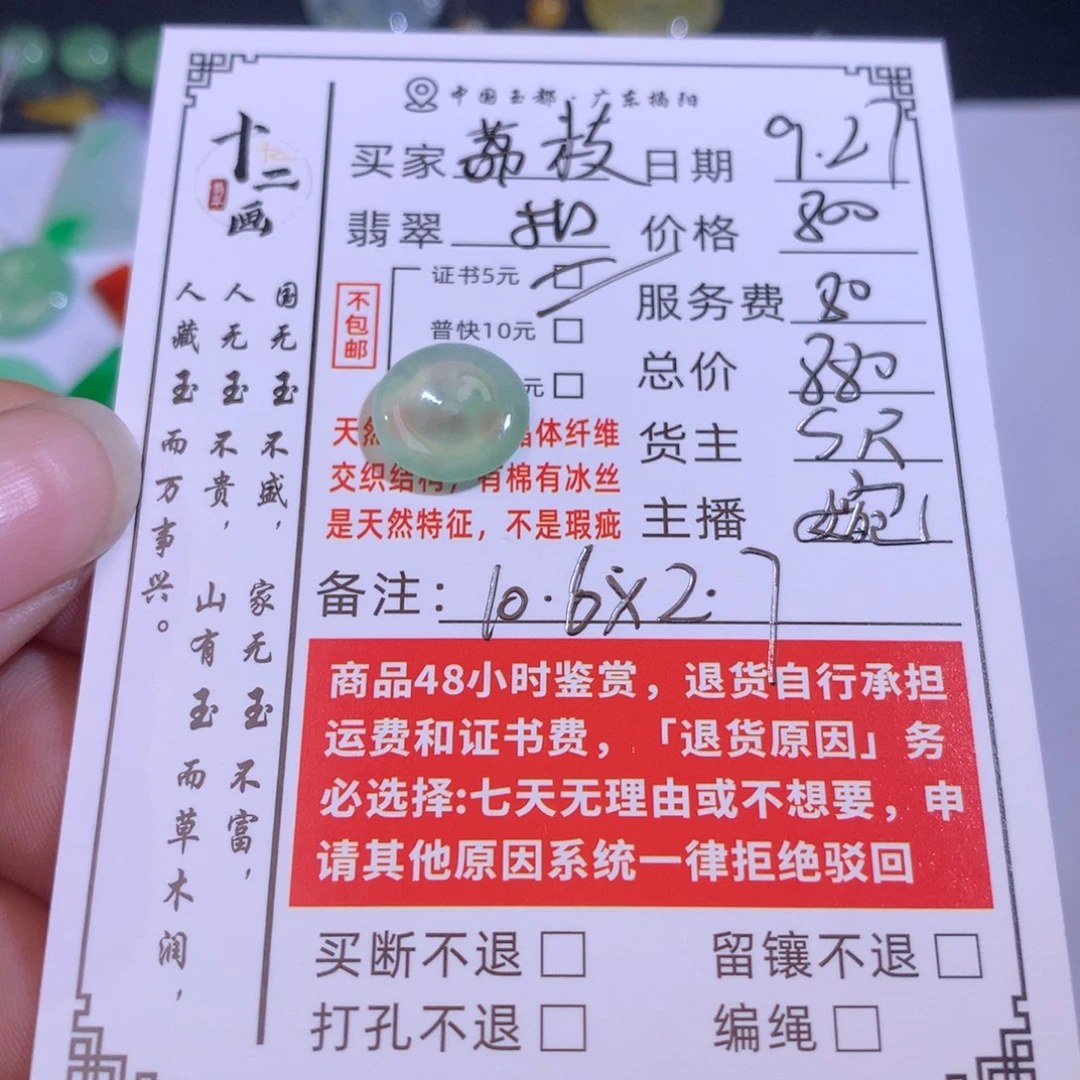 中国玉都·广东揭阳
十二画
翡翠
国无玉不盛，家无玉不富，
人无玉不贵，山有玉而草木润，
人藏玉而万事兴。
买家 荔枝 日期 9.27
翡翠 价格 800
不包邮
证书5元
普快10元
元
服务费 80
总价 880
货主 SR
主播 婉
天然 晶体纤维
交织结构，有棉有冰丝
是天然特征，不是瑕疵
备注：10.6×2.7
商品48小时鉴赏，退货自行承担
运费和证书费，「退货原因」务
必选择:七天无理由或不想要，申
请其他原因系统一律拒绝驳回
买断不退 留镶不退
打孔不退 编绳